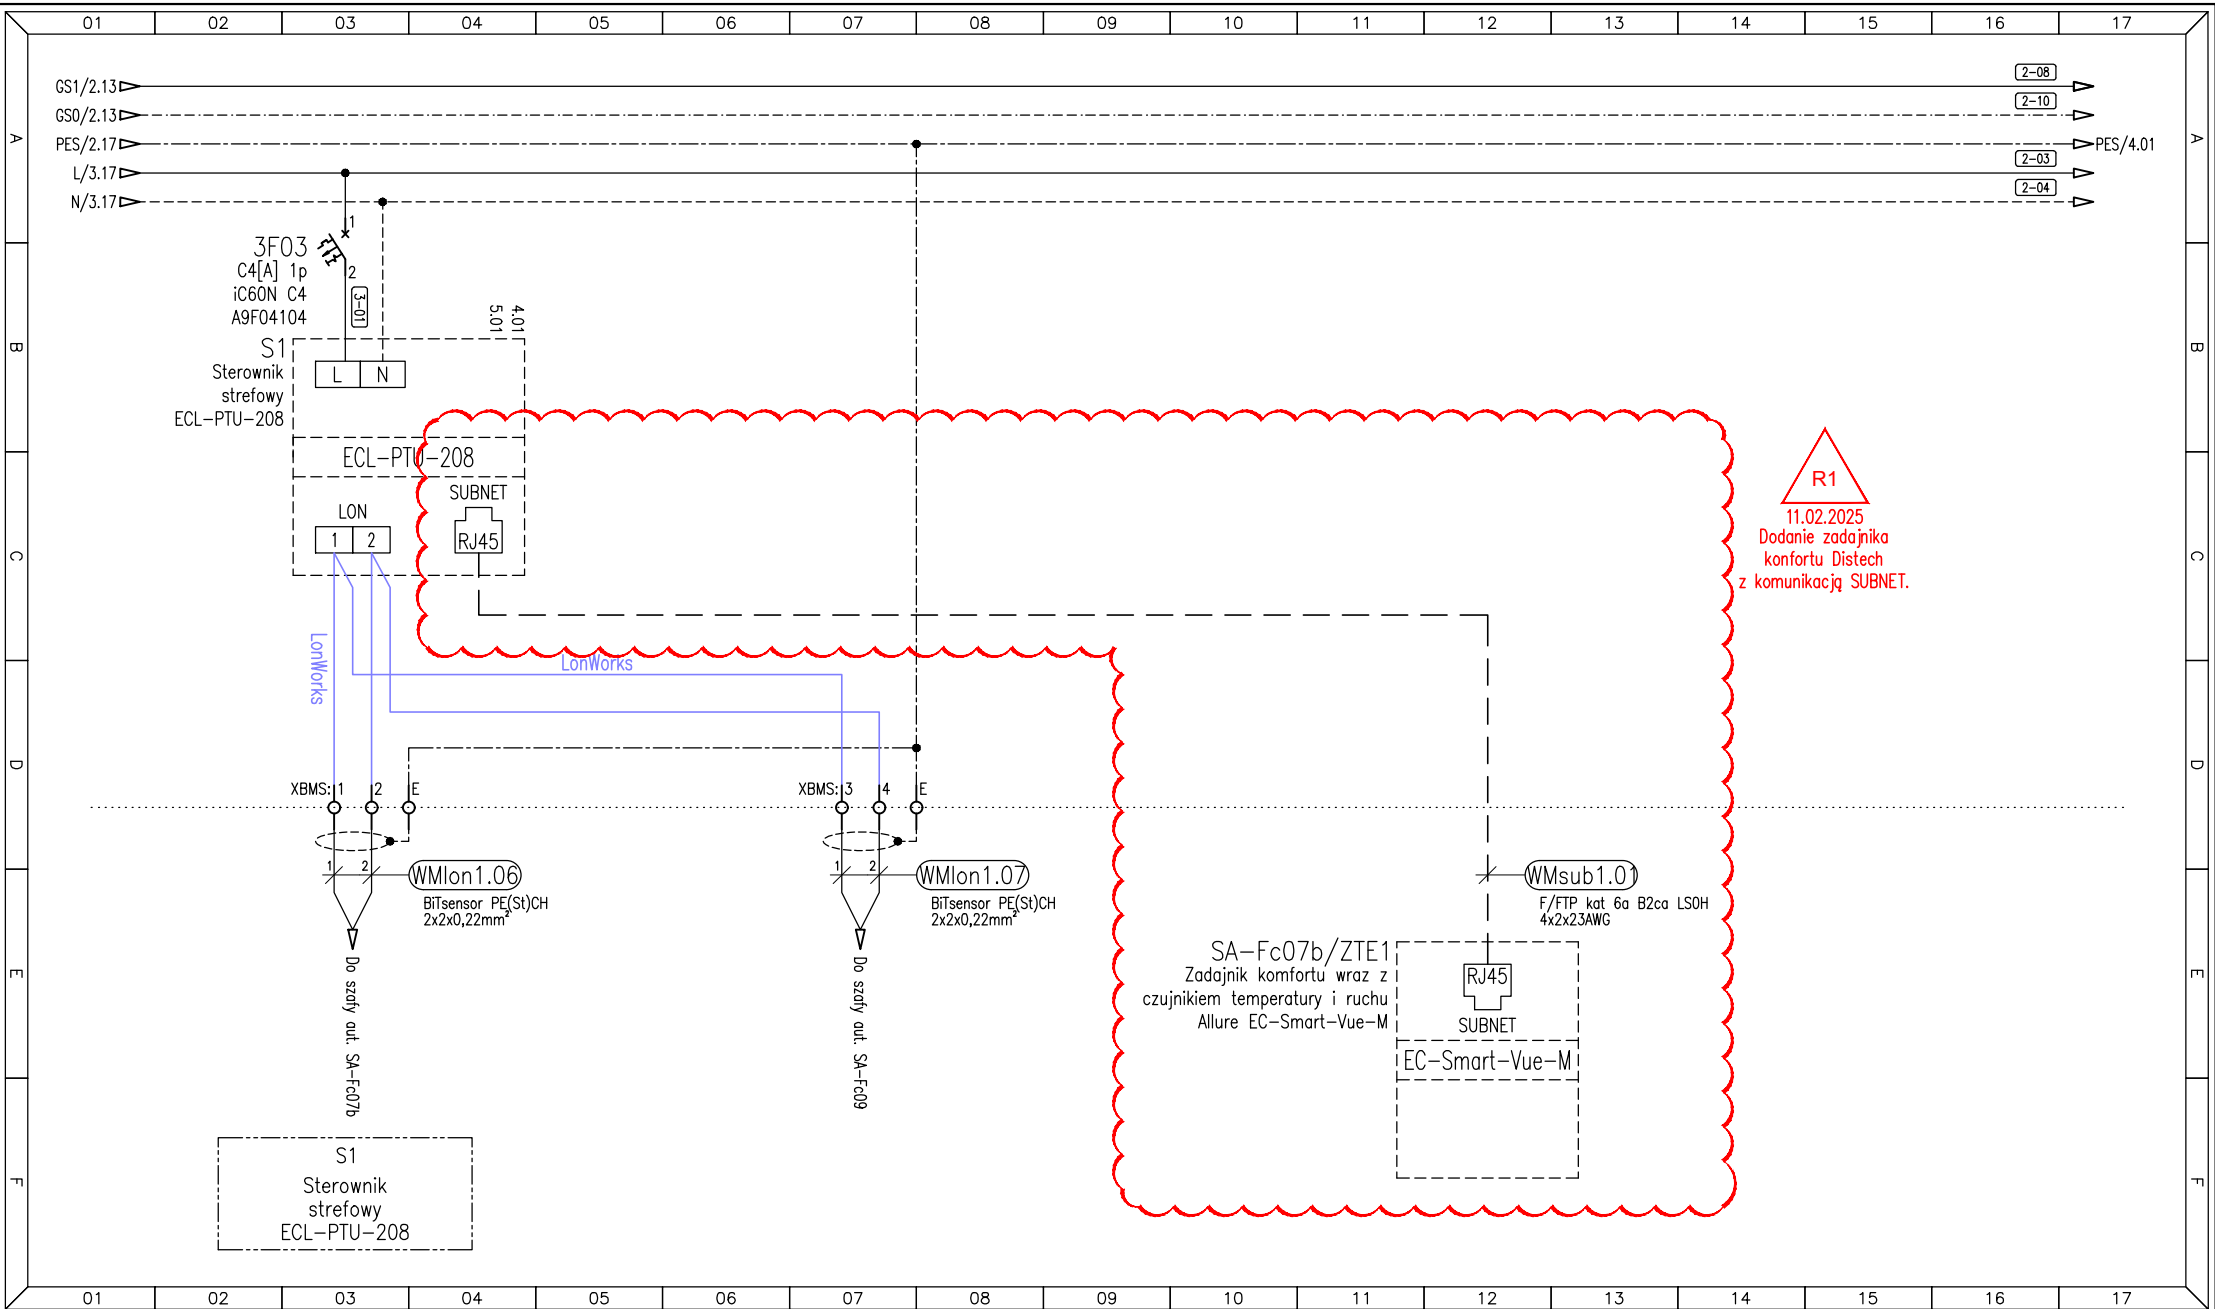 01 02 03 04 05 06 07 08 09 10 11 12 13 14 15 16 17
GS1/2.13 2-08
GS0/2.13 2-10
PES/2.17 PES/4.01
L/3.17 2-03
N/3.17 2-04
A A
B B
C C
D D
E E
F F
1
2
3F03
C4[A] 1p
iC60N C4
A9F04104
3-01
4.01
5.01
S1
Sterownik
strefowy
ECL-PTU-208
L N
ECL-PTU-208
SUBNET
RJ45
LON
1 2
R1
11.02.2025
Dodanie zadajnika
konfortu Distech
z komunikacją SUBNET.
LonWorks
LonWorks
XBMS: 1 2 E
XBMS: 3 4 E
1 2
WMlon1.06
BiTsensor PE(St)CH
2x2x0,22mm²
1 2
WMlon1.07
BiTsensor PE(St)CH
2x2x0,22mm²
WMsub1.01
F/FTP kat 6a B2ca LS0H
4x2x23AWG
Do szafy aut. SA-Fc07b
Do szafy aut. SA-Fc09
SA-Fc07b/ZTE1
Zadajnik komfortu wraz z
czujnikiem temperatury i ruchu
Allure EC-Smart-Vue-M
RJ45
SUBNET
EC-Smart-Vue-M
S1
Sterownik
strefowy
ECL-PTU-208
01 02 03 04 05 06 07 08 09 10 11 12 13 14 15 16 17